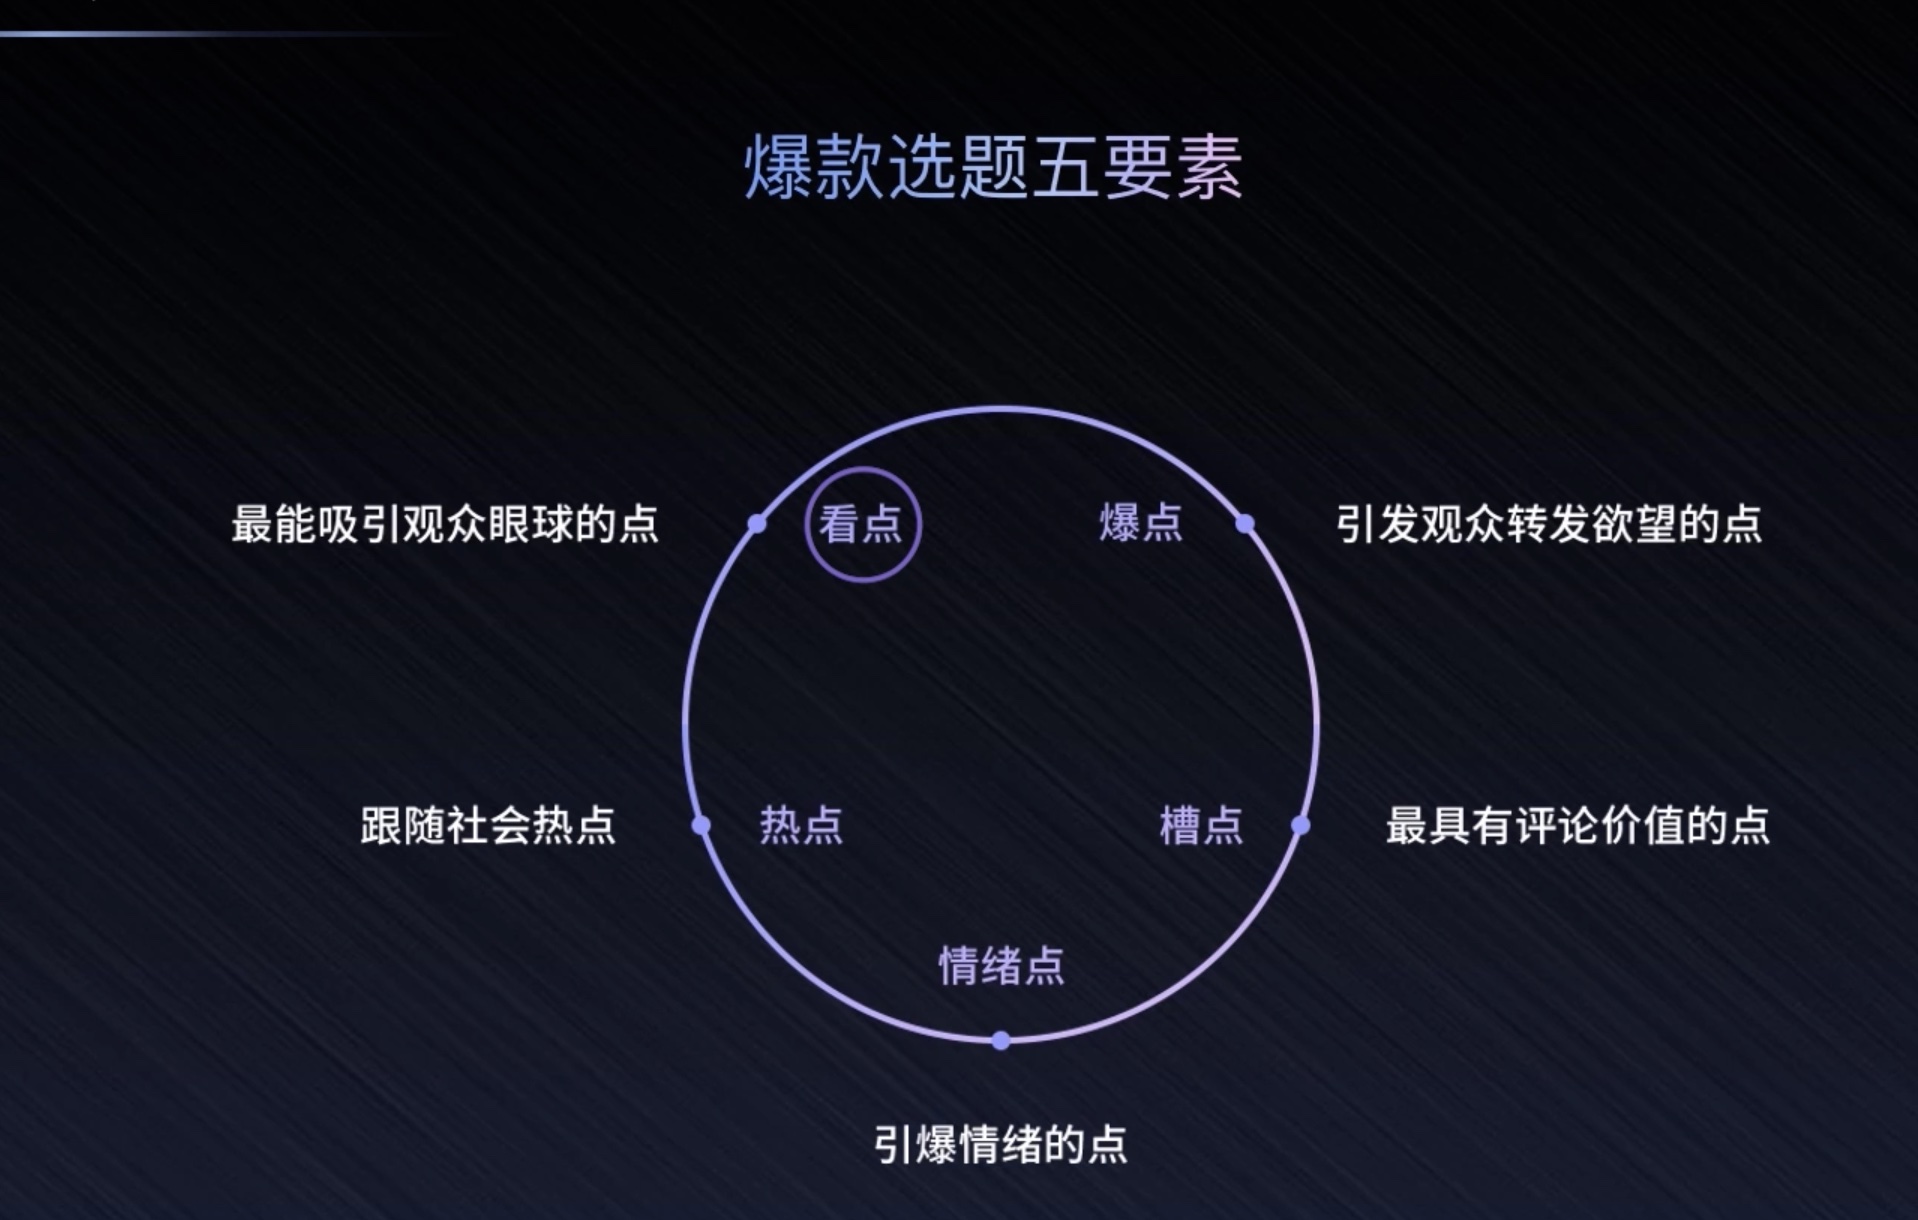 爆款选题五要素
最能吸引观众眼球的点
看点
爆点
引发观众转发欲望的点
跟随社会热点
热点
槽点
最具有评论价值的点
情绪点
引爆情绪的点